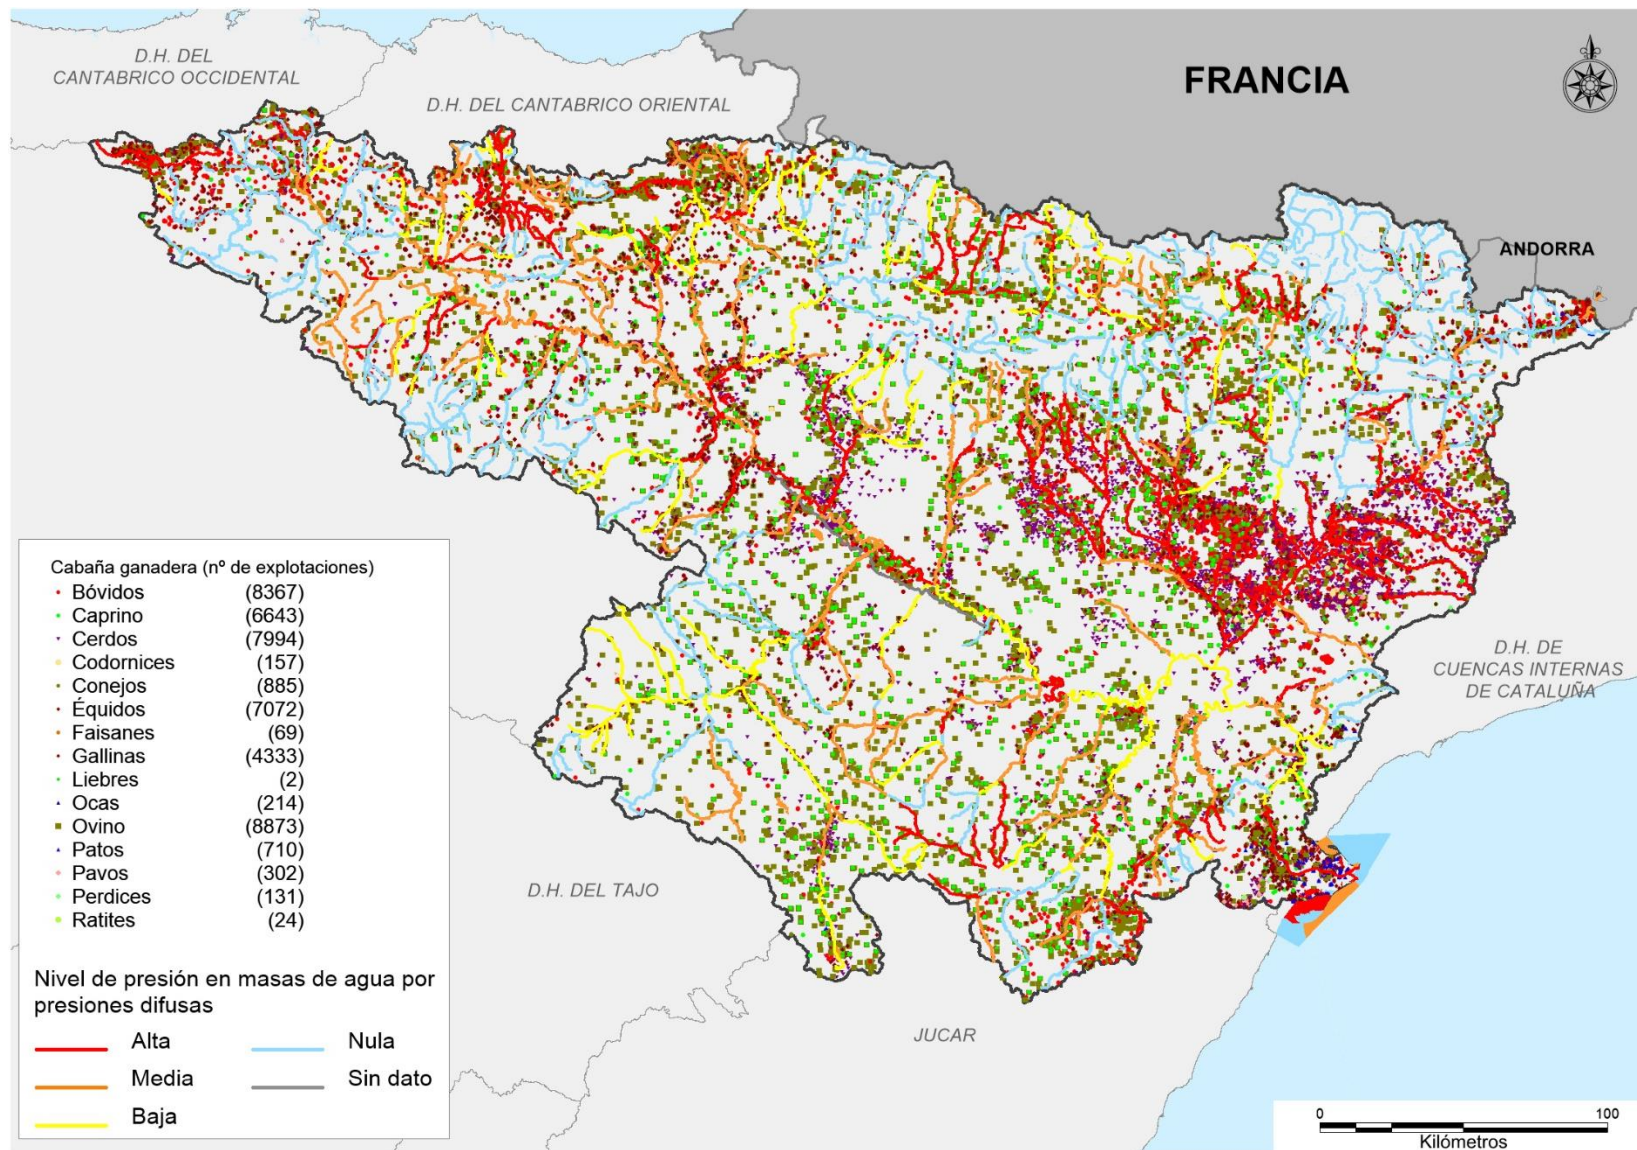 D.H. DEL
CANTABRICO OCCIDENTAL
D.H. DEL CANTABRICO ORIENTAL
FRANCIA
ANDORRA
D.H. DE
CUENCAS INTERNAS
DE CATALUÑA
D.H. DEL TAJO
JUCAR
Cabaña ganadera (nº de explotaciones)
Bóvidos (8367)
Caprino (6643)
Cerdos (7994)
Codornices (157)
Conejos (885)
Équidos (7072)
Faisanes (69)
Gallinas (4333)
Liebres (2)
Ocas (214)
Ovino (8873)
Patos (710)
Pavos (302)
Perdices (131)
Ratites (24)
Nivel de presión en masas de agua por
presiones difusas
Alta Nula
Media Sin dato
Baja
0 100
Kilómetros